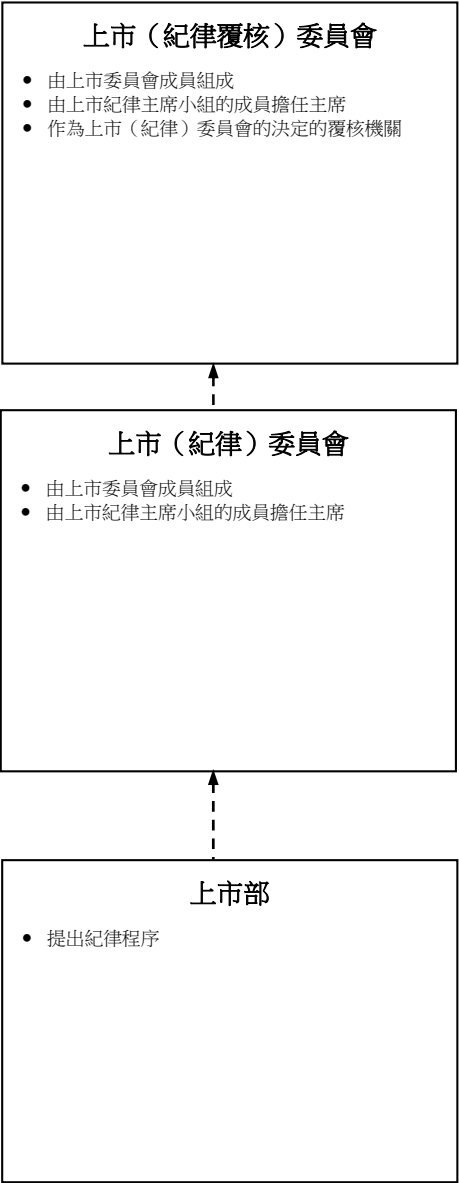 上市（紀律覆核）委員會
• 由上市委員會成員組成
• 由上市紀律主席小組的成員擔任主席
• 作為上市（紀律）委員會的決定的覆核機關
上市（紀律）委員會
• 由上市委員會成員組成
• 由上市紀律主席小組的成員擔任主席
上市部
• 提出紀律程序